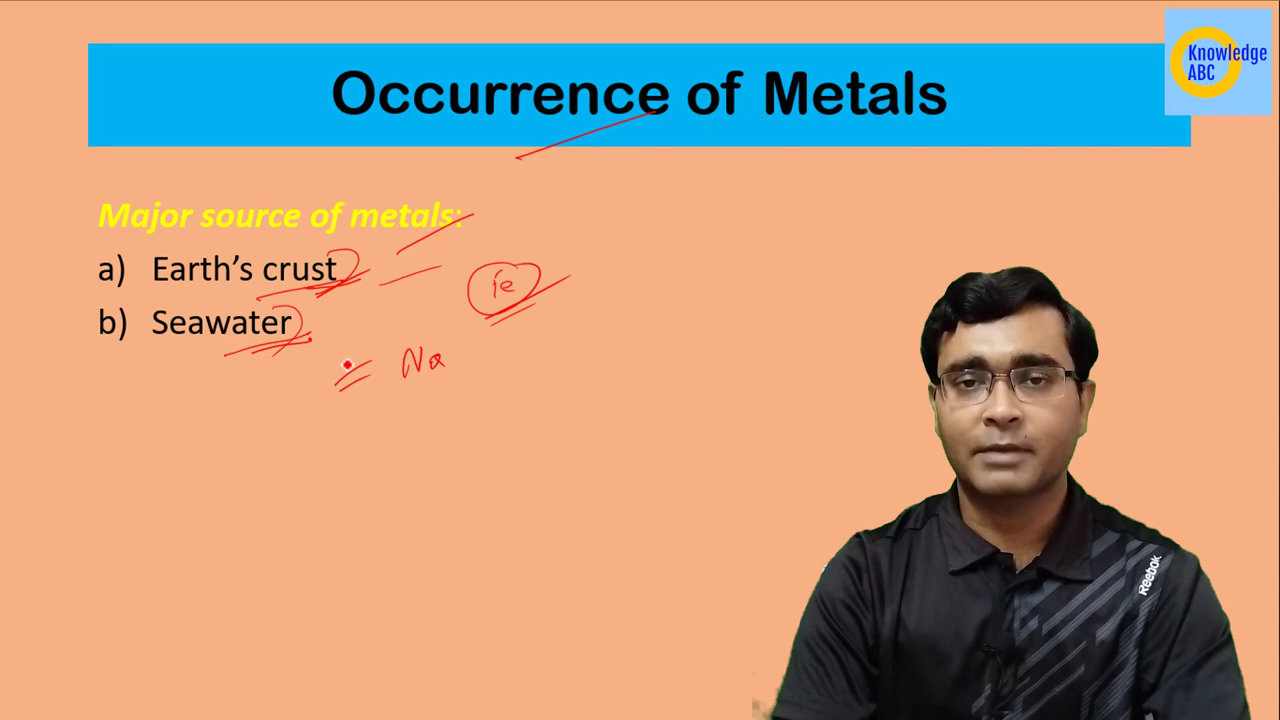 Knowledge
ABC
Occurrence of Metals
Major source of metals:
a) Earth's crust
fe
b) Seawater
Na
Reebok